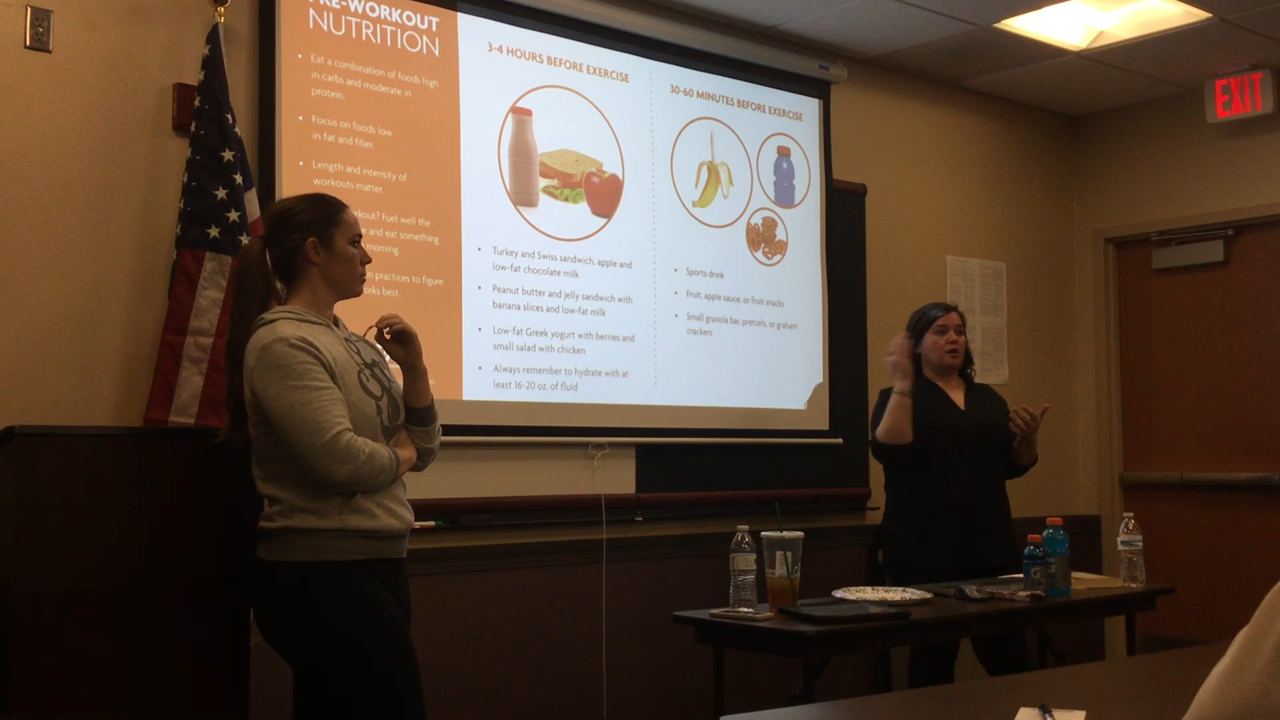 PRE-WORKOUT
NUTRITION
• Eat a combination of foods high
in carbs and moderate in
protein.
• Focus on foods low
in fat and fiber.
• Length and intensity of
workouts matter.
Fuel well the
and eat something
morning.
practices to figure
best.
3-4 HOURS BEFORE EXERCISE
• Turkey and Swiss sandwich, apple and
low-fat chocolate milk
• Peanut butter and jelly sandwich with
banana slices and low-fat milk
• Low-fat Greek yogurt with berries and
small salad with chicken
• Always remember to hydrate with at
least 16-20 oz. of fluid
30-60 MINUTES BEFORE EXERCISE
• Sports drink
• Fruit, apple sauce, or fruit snacks
• Small granola bar, pretzels, or graham
crackers
EXIT